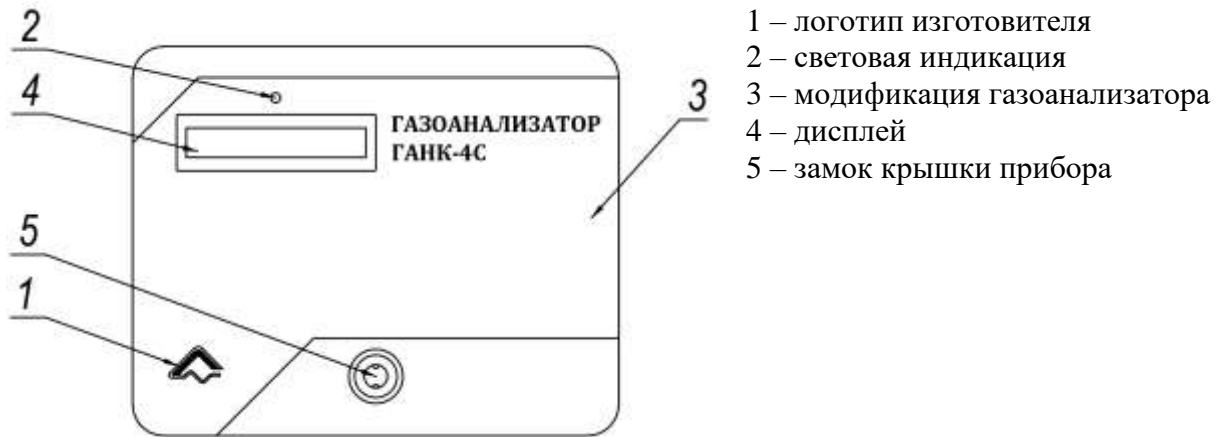 2
4
5
1
3
ГАЗОАНАЛИЗАТОР
ГАНК-4С
1 – логотип изготовителя
2 – световая индикация
3 – модификация газоанализатора
4 – дисплей
5 – замок крышки прибора